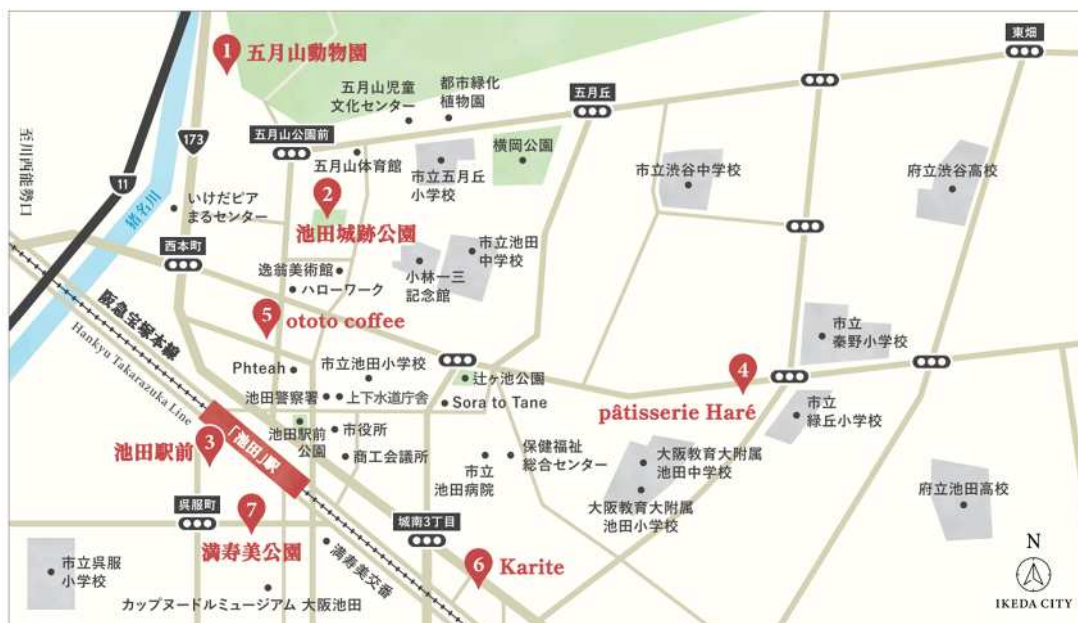 東畑
1
五月山動物園
五月山児童
文化センター
都市緑化
植物園
五月丘
173
五月山公園前
五月山体育館
市立五月丘
小学校
横岡公園
市立渋谷中学校
府立渋谷高校
至川西能勢口
11
猪名川
いけだピア
まるセンター
2
池田城跡公園
西本町
逸翁美術館
ハローワーク
小林一三
記念館
市立池田
中学校
阪急宝塚本線
Hankyu Takarazuka Line
5
ototo coffee
市立
秦野小学校
Phteah
市立池田小学校
辻ヶ池公園
4
pâtisserie Haré
池田警察署
上下水道庁舎
Sora to Tane
市立
緑丘小学校
池田駅前
3
「池田」駅
池田駅前
公園
市役所
商工会議所
市立
池田病院
保健福祉
総合センター
大阪教育大附属
池田中学校
大阪教育大附属
池田小学校
府立池田高校
呉服町
7
満寿美公園
城南3丁目
満寿美交番
6
Karite
市立呉服
小学校
カップヌードルミュージアム 大阪池田
N
IKEDA CITY